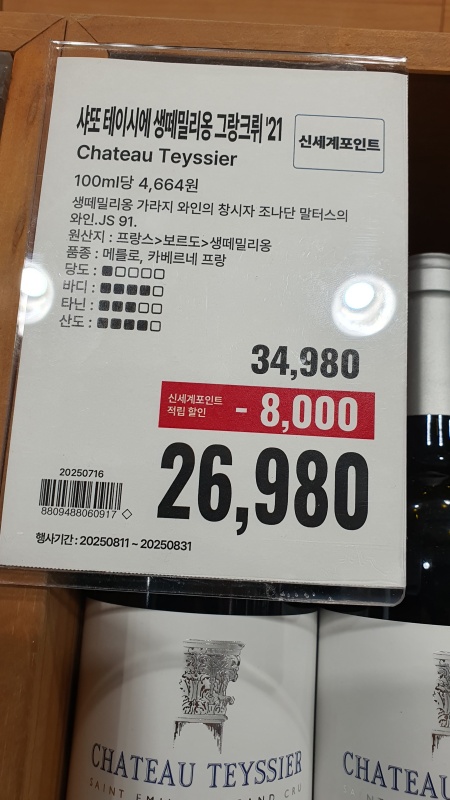 샤또 테이시에 생떼밀리옹 그랑크뤼 '21
신세계포인트
Chateau Teyssier
100ml당 4,664원
생떼밀리옹 가라지 와인의 창시자 조나단 말터스의
와인.JS 91.
원산지 : 프랑스>보르도>생떼밀리옹
품종 : 메를로, 카베르네 프랑
당도 : ■□□□□
바디 : ■■■■□
타닌 : ■■■□□
산도 : ■■■■□
34,980
신세계포인트
적립 할인
- 8,000
26,980
20250716
8809488060917 ◇
행사기간 : 20250811 ~ 20250831
CHATEAU TEYSSIER
SAINT EMILION GRAND CRU
CHATEAU